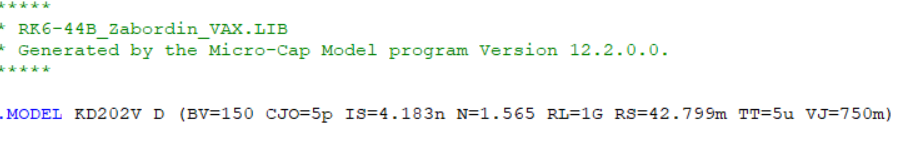 *****
* RK6-44B_Zabordin_VAX.LIB
* Generated by the Micro-Cap Model program Version 12.2.0.0.
*****
.MODEL KD202V D (BV=150 CJO=5p IS=4.183n N=1.565 RL=1G RS=42.799m TT=5u VJ=750m)